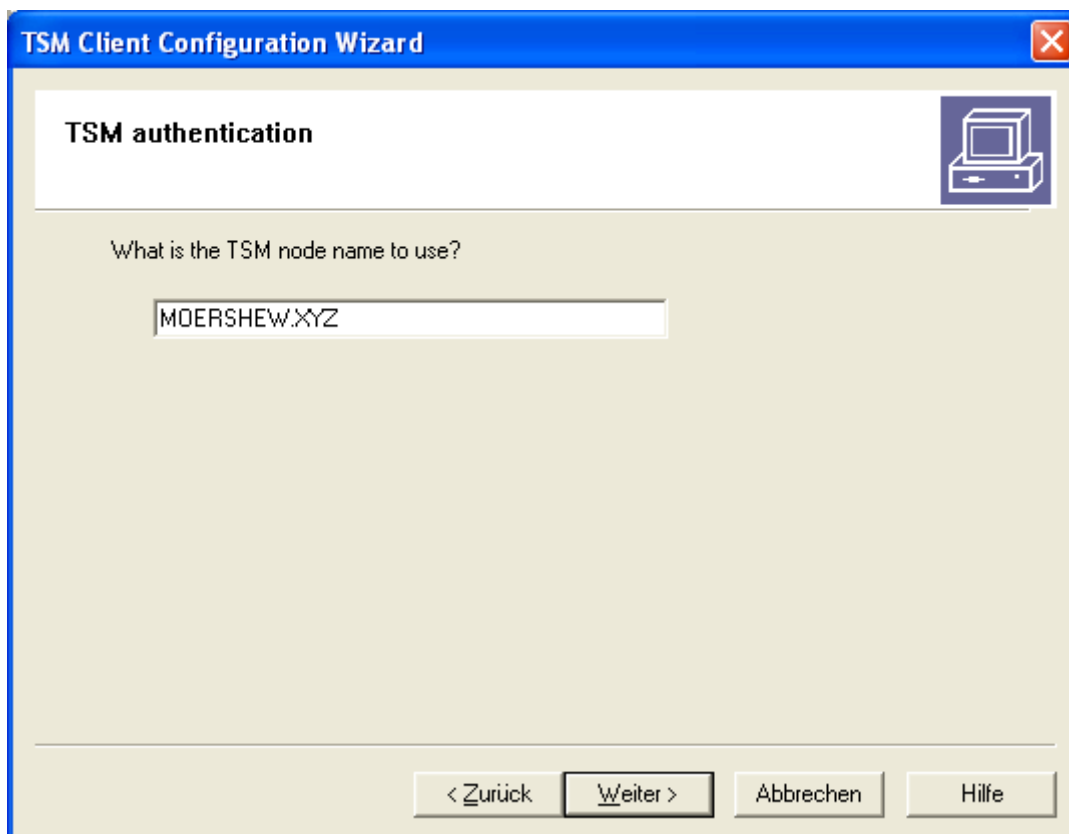 TSM Client Configuration Wizard
TSM authentication
What is the TSM node name to use?
MOERSHEW.XYZ
< Zurück
Weiter >
Abbrechen
Hilfe